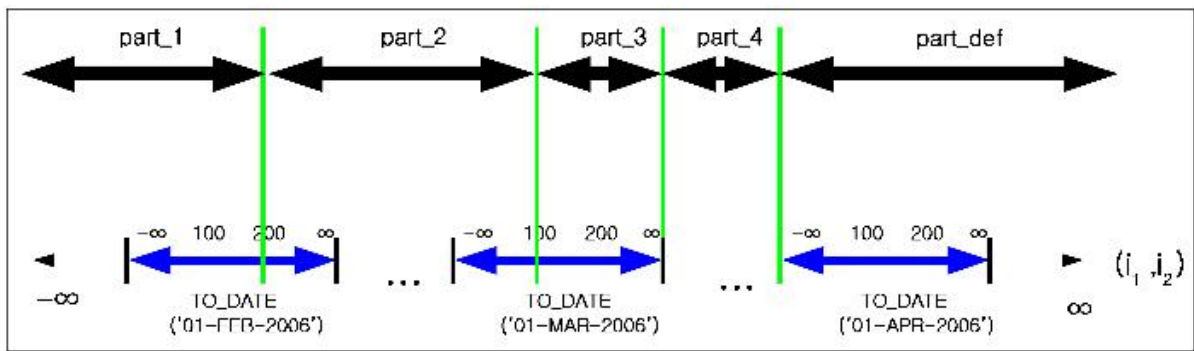 part_1 part_2 part_3 part_4 part_def
-∞ 100 200 ∞ -∞ 100 200 ∞ -∞ 100 200 ∞
... ... (i₁ ,i₂)
-∞ TO_DATE TO_DATE TO_DATE ∞
('01-FEB-2006') ('01-MAR-2006') ('01-APR-2006')